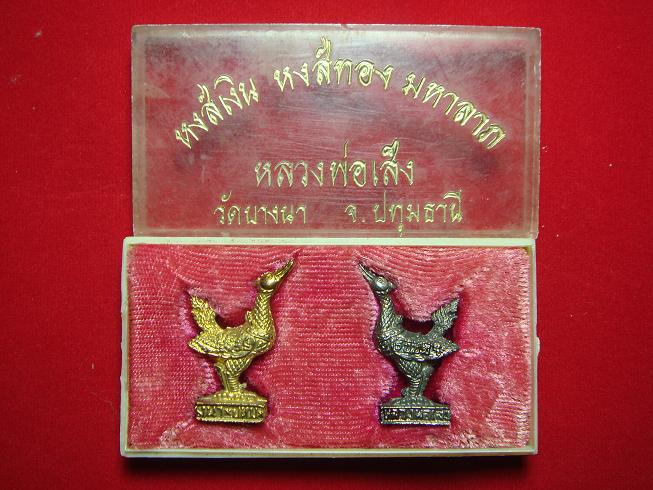 หงส์เงิน หงส์ทอง มหาลาภ
หลวงพ่อเส็ง
วัดบางนา จ.ปทุมธานี